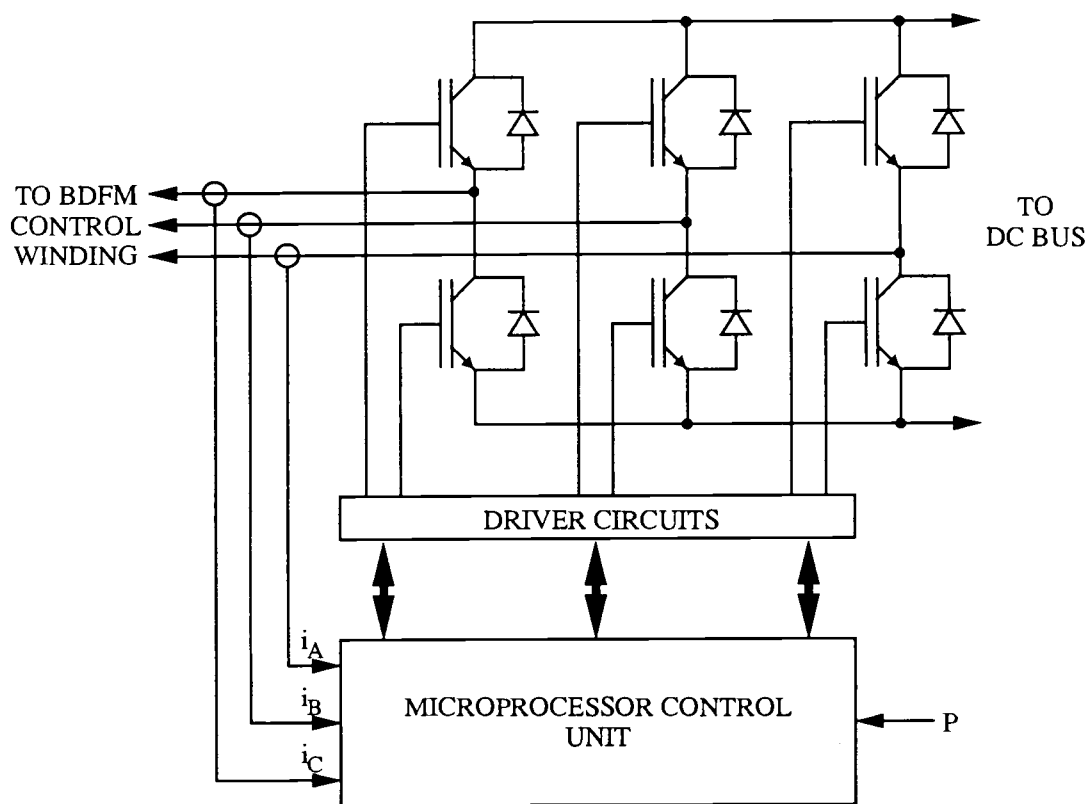 TO BDFM
CONTROL
WINDING
TO
DC BUS
DRIVER CIRCUITS
iA
iB
iC
MICROPROCESSOR CONTROL
UNIT
P